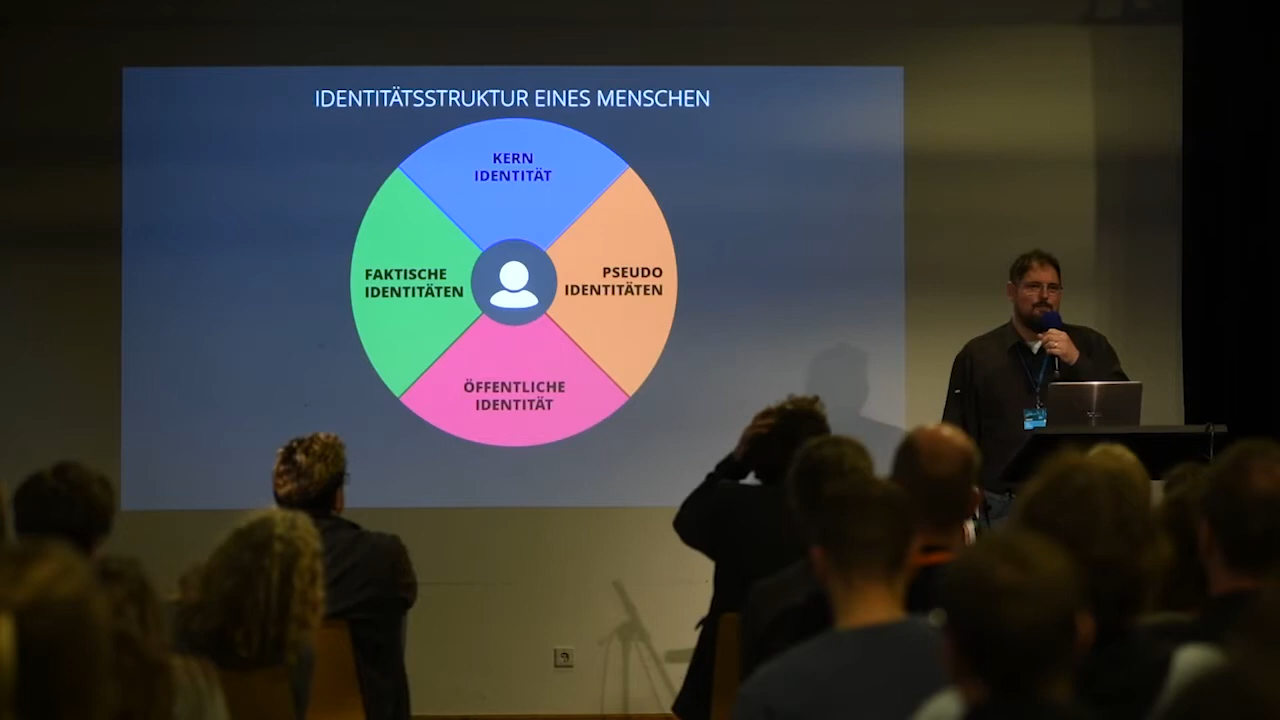 IDENTITÄTSSTRUKTUR EINES MENSCHEN
KERN
IDENTITÄT
FAKTISCHE
IDENTITÄTEN
PSEUDO
IDENTITÄTEN
ÖFFENTLICHE
IDENTITÄT